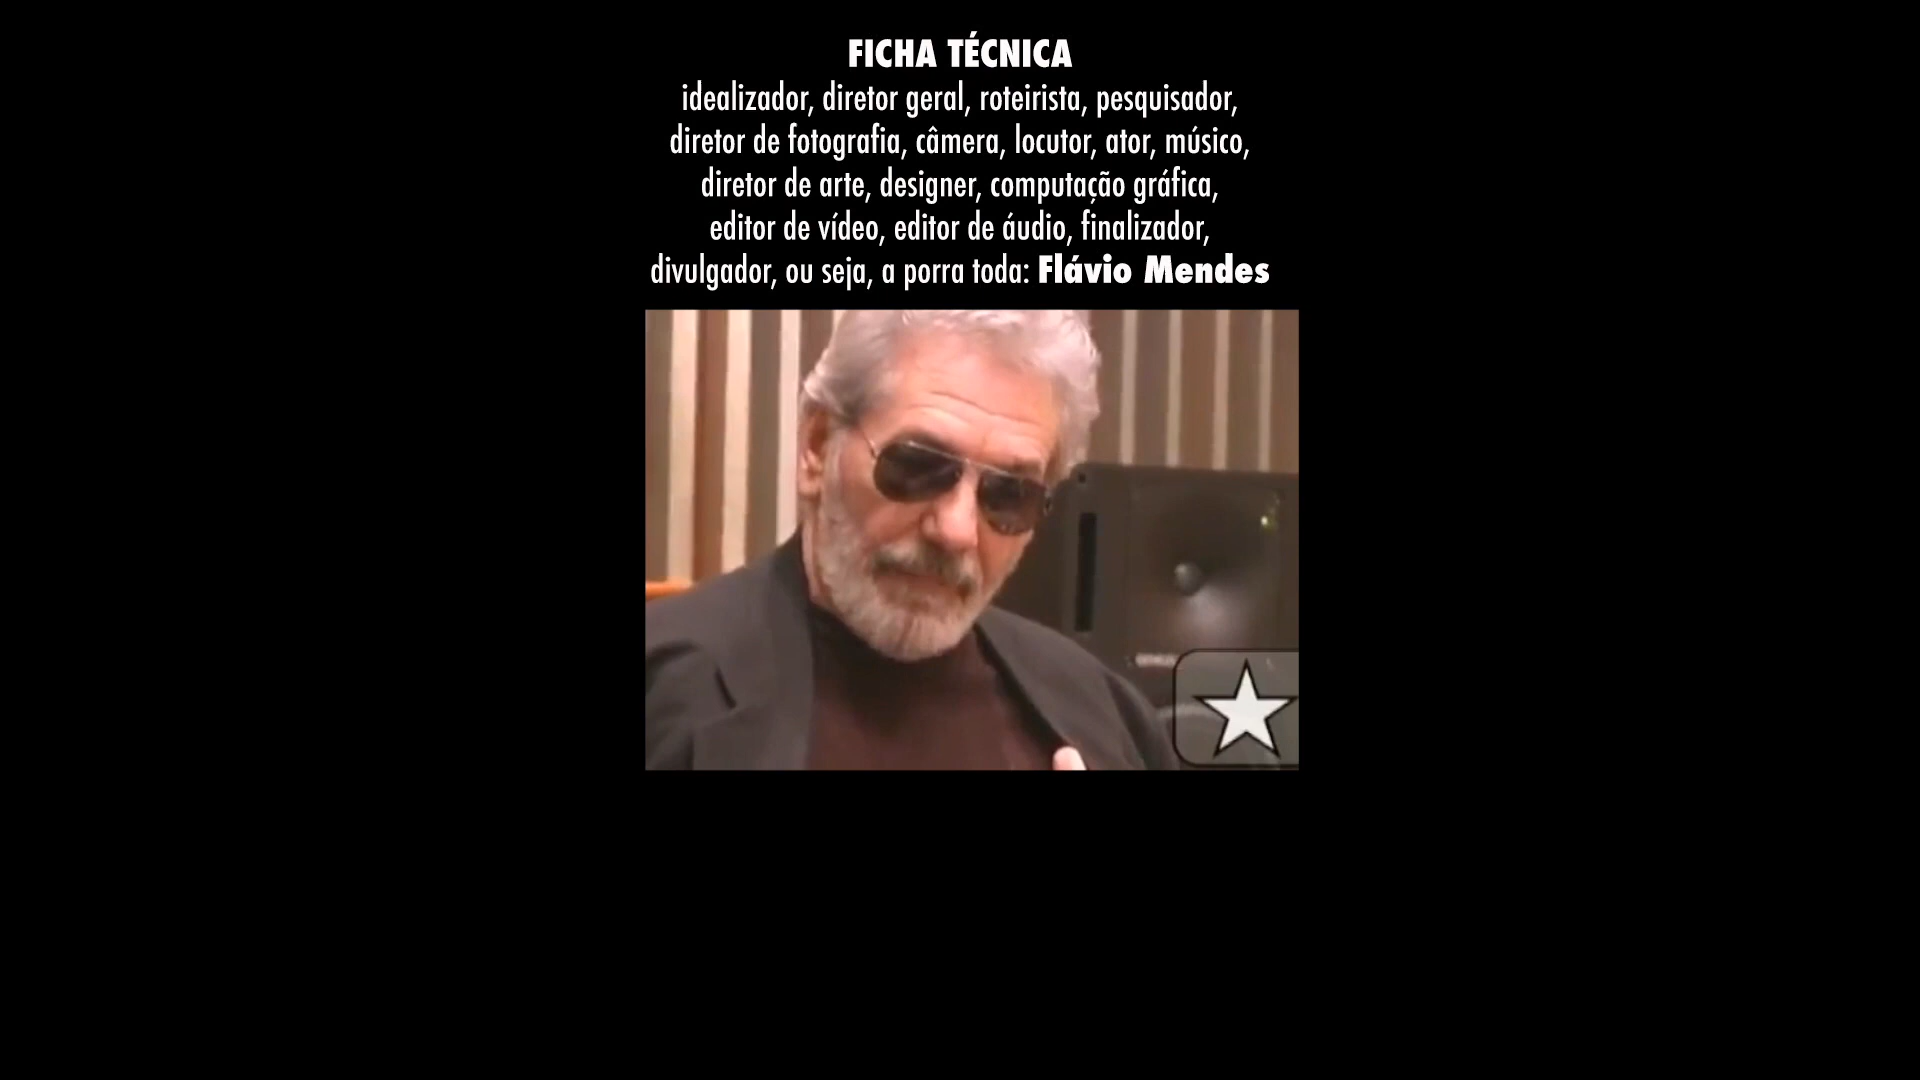 FICHA TÉCNICA
idealizador, diretor geral, roteirista, pesquisador,
diretor de fotografia, câmera, locutor, ator, músico,
diretor de arte, designer, computação gráfica,
editor de vídeo, editor de áudio, finalizador,
divulgador, ou seja, a porra toda: Flávio Mendes